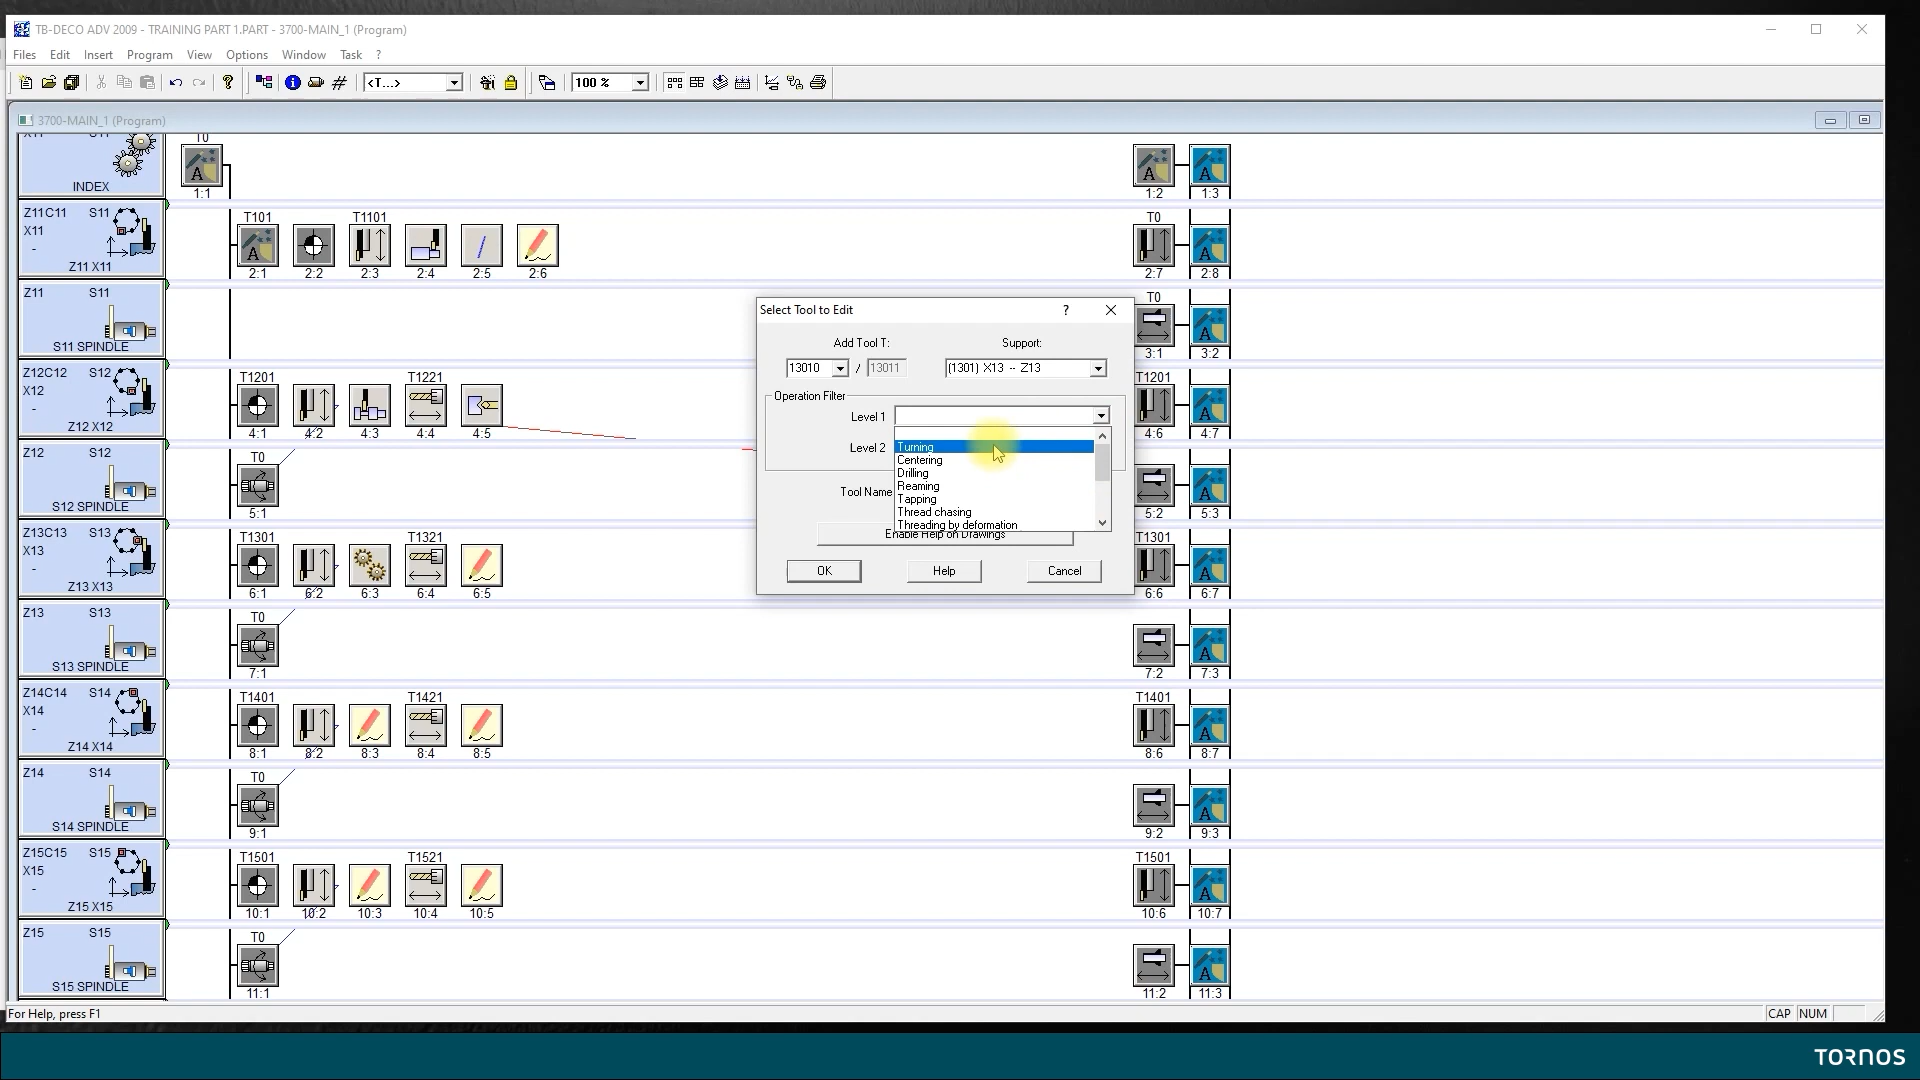 TB-DECO ADV 2009 - TRAINING PART 1.PART - 3700-MAIN_1 (Program)
Files Edit Insert Program View Options Window Task ?
<T...> 100 %
3700-MAIN_1 (Program)
X11 S11 T0
INDEX 1:1 1:2 1:3
Z11C11 S11 T101 T1101 T0
X11
-
Z11 X11 2:1 2:2 2:3 2:4 2:5 2:6 2:7 2:8
Z11 S11 T0
S11 SPINDLE 3:1 3:2
Z12C12 S12 T1201 T1221 T1201
X12
-
Z12 X12 4:1 4:2 4:3 4:4 4:5 4:6 4:7
Z12 S12 T0
S12 SPINDLE 5:1 5:2 5:3
Z13C13 S13 T1301 T1321 T1301
X13
-
Z13 X13 6:1 6:2 6:3 6:4 6:5 6:6 6:7
Z13 S13 T0
S13 SPINDLE 7:1 7:2 7:3
Z14C14 S14 T1401 T1421 T1401
X14
-
Z14 X14 8:1 8:2 8:3 8:4 8:5 8:6 8:7
Z14 S14 T0
S14 SPINDLE 9:1 9:2 9:3
Z15C15 S15 T1501 T1521 T1501
X15
-
Z15 X15 10:1 10:2 10:3 10:4 10:5 10:6 10:7
Z15 S15 T0
S15 SPINDLE 11:1 11:2 11:3
Select Tool to Edit ?
Add Tool T: Support:
13010 / 13011 (1301) X13 -- Z13
Operation Filter
Level 1
Level 2
Turning
Centering
Drilling
Reaming
Tapping
Thread chasing
Threading by deformation
Tool Name
Enable Help on Drawings
OK Help Cancel
For Help, press F1 CAP NUM
TORNOS